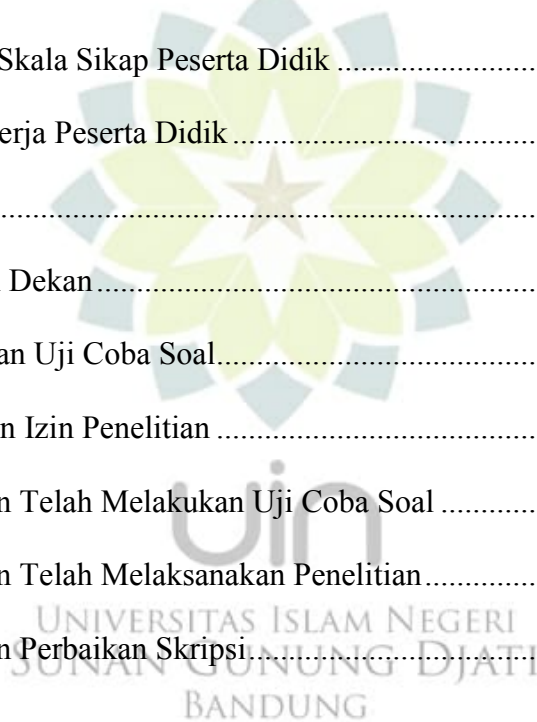 Skala Sikap Peserta Didik ......................
erja Peserta Didik ................................
.....................................................
Dekan............................................
an Uji Coba Soal................................
n Izin Penelitian ................................
n Telah Melakukan Uji Coba Soal ............
n Telah Melaksanakan Penelitian..............
n Perbaikan Skripsi..............................
uin
UNIVERSITAS ISLAM NEGERI
SUNAN GUNUNG DJATI
BANDUNG